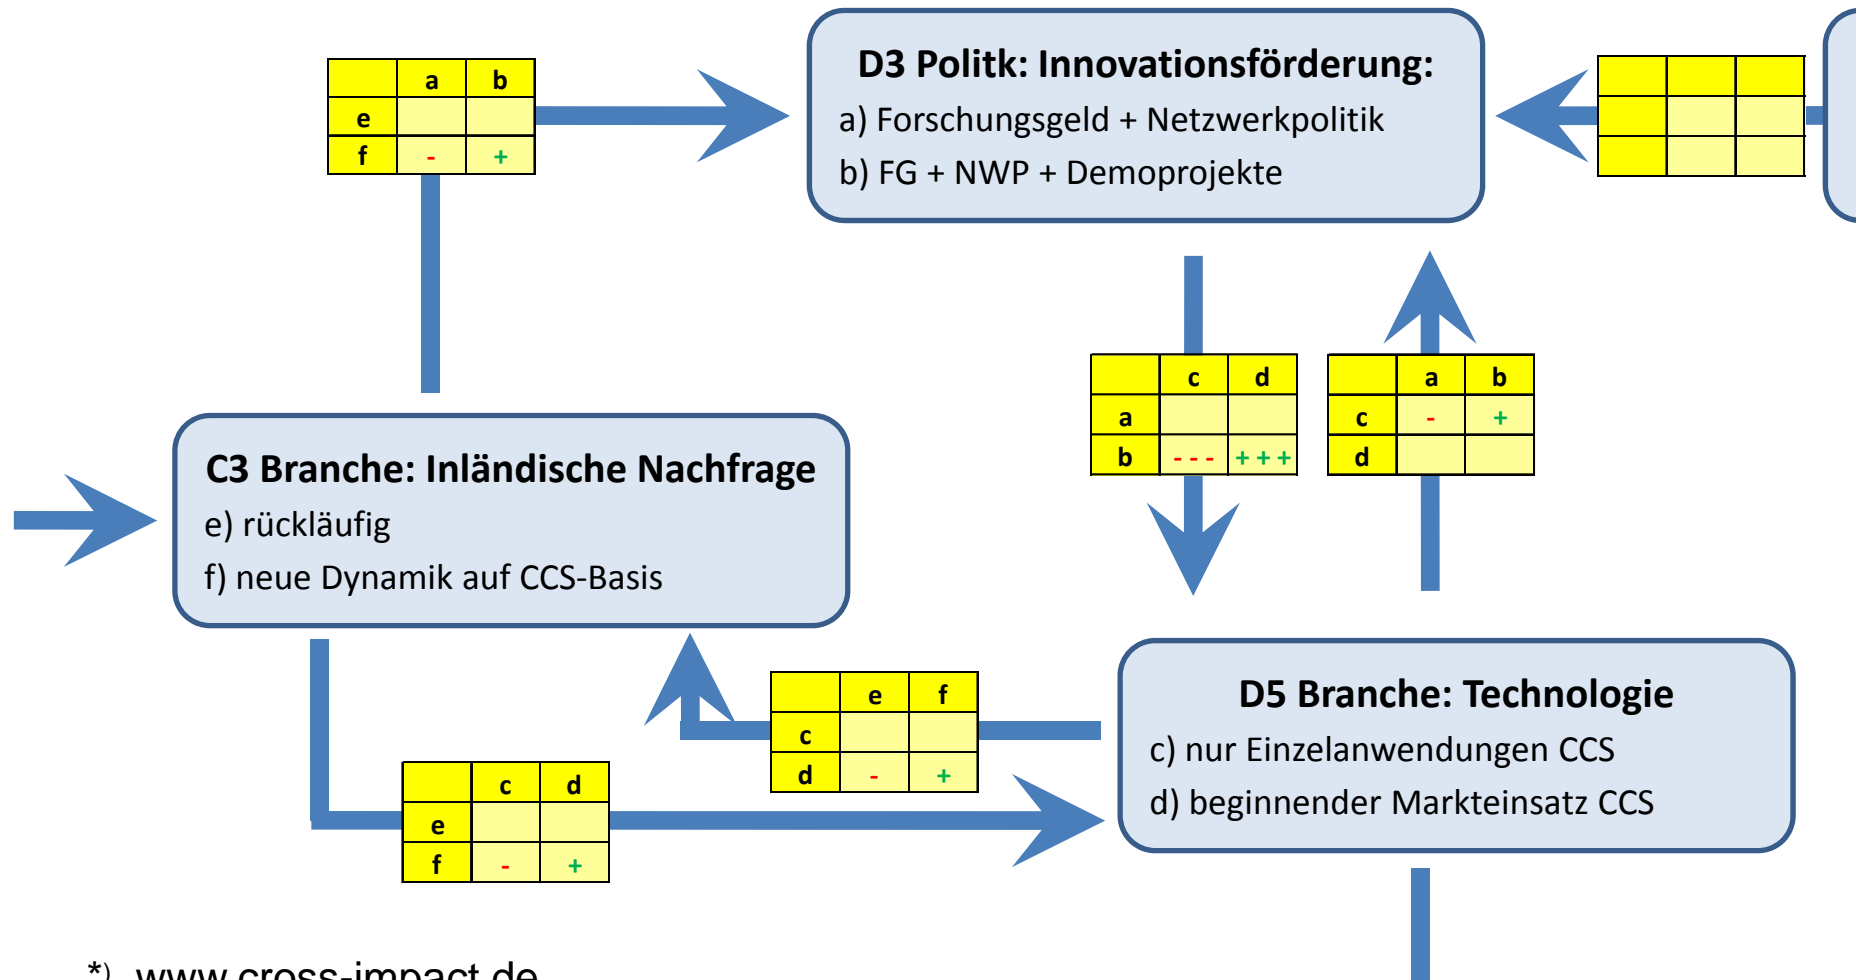 D3 Politk: Innovationsförderung:
a) Forschungsgeld + Netzwerkpolitik
b) FG + NWP + Demoprojekte
a b
e
f - +
c d
a
b - - - + + +
a b
c - +
d
C3 Branche: Inländische Nachfrage
e) rückläufig
f) neue Dynamik auf CCS-Basis
e f
c
d - +
D5 Branche: Technologie
c) nur Einzelanwendungen CCS
d) beginnender Markteinsatz CCS
c d
e
f - +
*) www.cross-impact.de